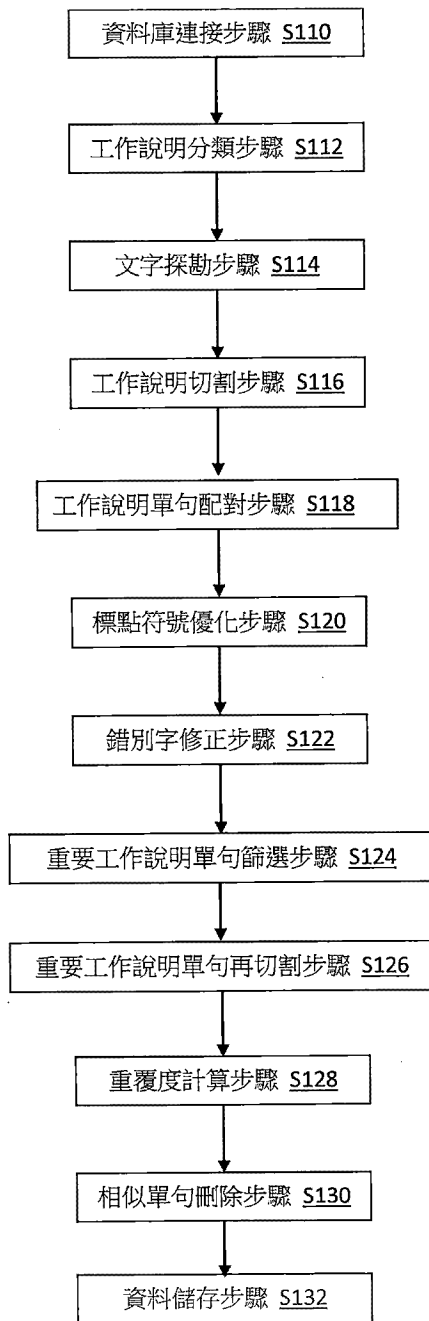 資料庫連接步驟 S110
工作說明分類步驟 S112
文字探勘步驟 S114
工作說明切割步驟 S116
工作說明單句配對步驟 S118
標點符號優化步驟 S120
錯別字修正步驟 S122
重要工作說明單句篩選步驟 S124
重要工作說明單句再切割步驟 S126
重覆度計算步驟 S128
相似單句刪除步驟 S130
資料儲存步驟 S132